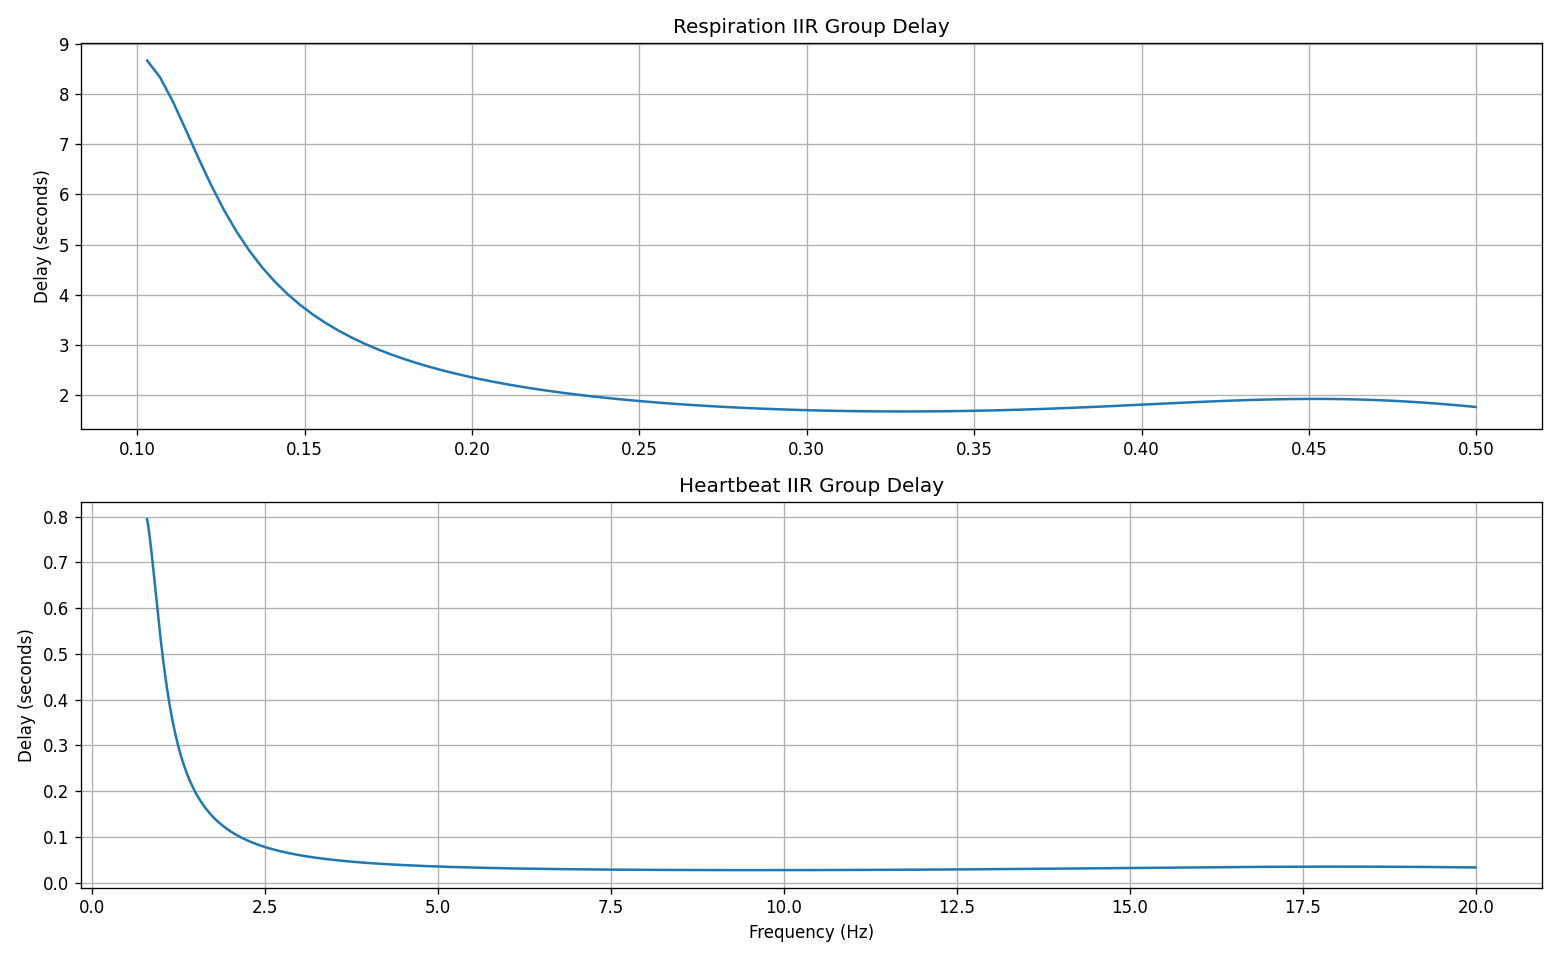 Respiration IIR Group Delay
Delay (seconds)
9
8
7
6
5
4
3
2
0.10 0.15 0.20 0.25 0.30 0.35 0.40 0.45 0.50
Heartbeat IIR Group Delay
Delay (seconds)
0.8
0.7
0.6
0.5
0.4
0.3
0.2
0.1
0.0
0.0 2.5 5.0 7.5 10.0 12.5 15.0 17.5 20.0
Frequency (Hz)